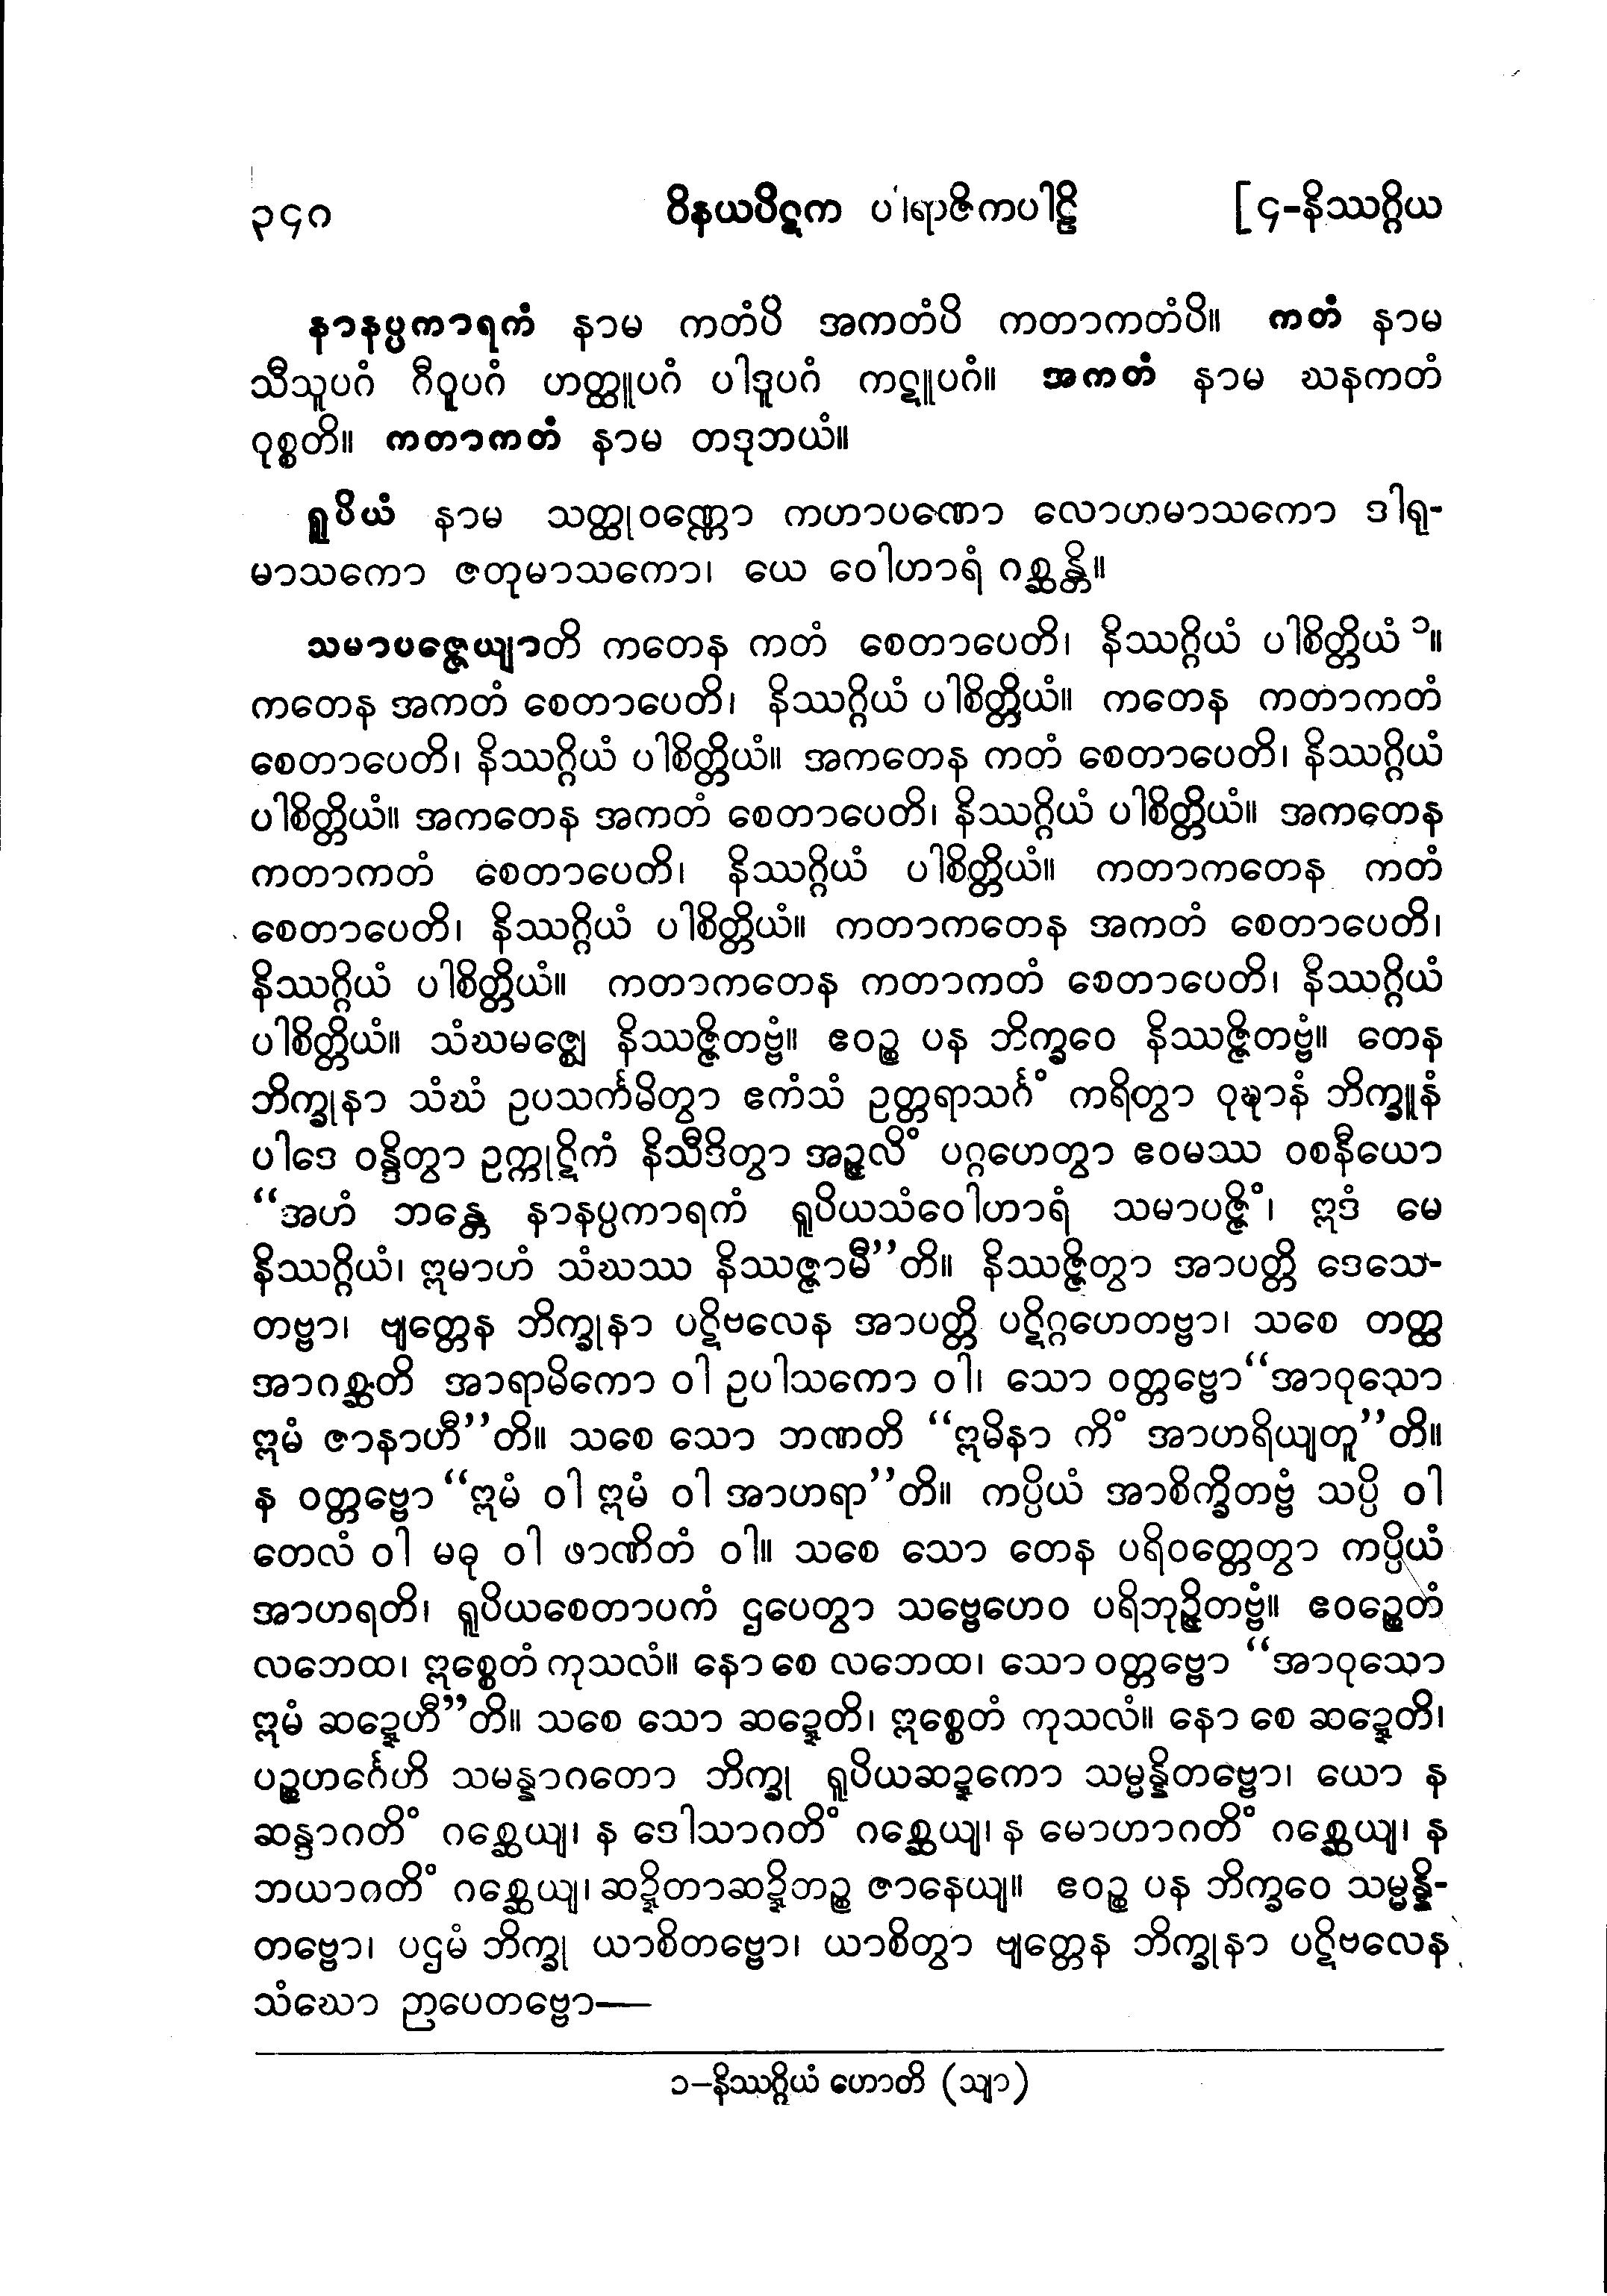 ၃၄၀ ဝိနယပိဋက ပါရာဇိကပါဠိ [၄-နိဿဂ္ဂိယ
နာနပ္ပကာရကံ နာမ ကတံပိ အကတံပိ ကတာကတံပိ။ ကတံ နာမ
သီသူပဂံ ဂီဝူပဂံ ဟတ္ထူပဂံ ပါဒူပဂံ ကဋူပဂံ။ အကတံ နာမ ဃနကတံ
ဝုစ္စတိ။ ကတာကတံ နာမ တဒုဘယံ။
ရူပိယံ နာမ သတ္ထုဝဏ္ဏော ကဟာပဏော လောဟမာသကော ဒါရု-
မာသကော ဇတုမာသကော၊ ယေ ဝေါဟာရံ ဂစ္ဆန္တိ။
သမာပဇ္ဇေယျာတိ ကတေန ကတံ စေတာပေတိ၊ နိဿဂ္ဂိယံ ပါစိတ္တိယံ ၁။
ကတေန အကတံ စေတာပေတိ၊ နိဿဂ္ဂိယံ ပါစိတ္တိယံ။ ကတေန ကတာကတံ
စေတာပေတိ၊ နိဿဂ္ဂိယံ ပါစိတ္တိယံ။ အကတေန ကတံ စေတာပေတိ၊ နိဿဂ္ဂိယံ
ပါစိတ္တိယံ။ အကတေန အကတံ စေတာပေတိ၊ နိဿဂ္ဂိယံ ပါစိတ္တိယံ။ အကတေန
ကတာကတံ စေတာပေတိ၊ နိဿဂ္ဂိယံ ပါစိတ္တိယံ။ ကတာကတေန ကတံ
စေတာပေတိ၊ နိဿဂ္ဂိယံ ပါစိတ္တိယံ။ ကတာကတေန အကတံ စေတာပေတိ၊
နိဿဂ္ဂိယံ ပါစိတ္တိယံ။ ကတာကတေန ကတာကတံ စေတာပေတိ၊ နိဿဂ္ဂိယံ
ပါစိတ္တိယံ။ သံဃမဇ္ဈေ နိဿဇ္ဇိတဗ္ဗံ။ ဧဝဉ္စ ပန ဘိက္ခဝေ နိဿဇ္ဇိတဗ္ဗံ။ တေန
ဘိက္ခုနာ သံဃံ ဥပသင်္ကမိတွာ ဧကံသံ ဥတ္တရာသင်္ဂံ ကရိတွာ ဝုဍ္ဎာနံ ဘိက္ခူနံ
ပါဒေ ဝန္ဒိတွာ ဥက္ကုဋိကံ နိသီဒိတွာ အဉ္ဇလိံ ပဂ္ဂဟေတွာ ဧဝမဿ ဝစနီယော
“အဟံ ဘန္တေ နာနပ္ပကာရကံ ရူပိယသံဝေါဟာရံ သမာပဇ္ဇိံ၊ ဣဒံ မေ
နိဿဂ္ဂိယံ၊ ဣမာဟံ သံဃဿ နိဿဇ္ဇာမီ”တိ။ နိဿဇ္ဇိတွာ အာပတ္တိ ဒေသေ-
တဗ္ဗာ၊ ဗျတ္တေန ဘိက္ခုနာ ပဋိဗလေန အာပတ္တိ ပဋိဂ္ဂဟေတဗ္ဗာ၊ သစေ တတ္ထ
အာဂစ္ဆတိ အာရာမိကော ဝါ ဥပါသကော ဝါ၊ သော ဝတ္တဗ္ဗော“အာဝုသော
ဣမံ ဇာနာဟီ”တိ။ သစေ သော ဘဏတိ “ဣမိနာ ကိံ အာဟရိယျတူ”တိ။
န ဝတ္တဗ္ဗော“ဣမံ ဝါ ဣမံ ဝါ အာဟရာ”တိ။ ကပ္ပိယံ အာစိက္ခိတဗ္ဗံ သပ္ပိ ဝါ
တေလံ ဝါ မဓု ဝါ ဖာဏိတံ ဝါ။ သစေ သော တေန ပရိဝတ္တေတွာ ကပ္ပိယံ
အာဟရတိ၊ ရူပိယစေတာပကံ ဌပေတွာ သဗ္ဗေဟေဝ ပရိဘုဉ္ဇိတဗ္ဗံ။ ဧဝဉ္စေတံ
လဘေထ၊ ဣစ္စေတံ ကုသလံ။ နော စေ လဘေထ၊ သော ဝတ္တဗ္ဗော “အာဝုသော
ဣမံ ဆဍ္ဍေဟီ”တိ။ သစေ သော ဆဍ္ဍေတိ၊ ဣစ္စေတံ ကုသလံ။ နော စေ ဆဍ္ဍေတိ၊
ပဉ္စဟင်္ဂေဟိ သမန္နာဂတော ဘိက္ခု ရူပိယဆဍ္ဍကော သမ္မန္နိတဗ္ဗော၊ ယော န
ဆန္ဒာဂတိံ ဂစ္ဆေယျ၊ န ဒေါသာဂတိံ ဂစ္ဆေယျ၊ န မောဟာဂတိံ ဂစ္ဆေယျ၊ န
ဘယာဂတိံ ဂစ္ဆေယျ၊ ဆဍ္ဍိတာဆဍ္ဍိတဉ္စ ဇာနေယျ။ ဧဝဉ္စ ပန ဘိက္ခဝေ သမ္မန္နိ-
တဗ္ဗော၊ ပဌမံ ဘိက္ခု ယာစိတဗ္ဗော၊ ယာစိတွာ ဗျတ္တေန ဘိက္ခုနာ ပဋိဗလေန
သံဃော ဉာပေတဗ္ဗော—
၁–နိဿဂ္ဂိယံ ဟောတိ (သျာ)